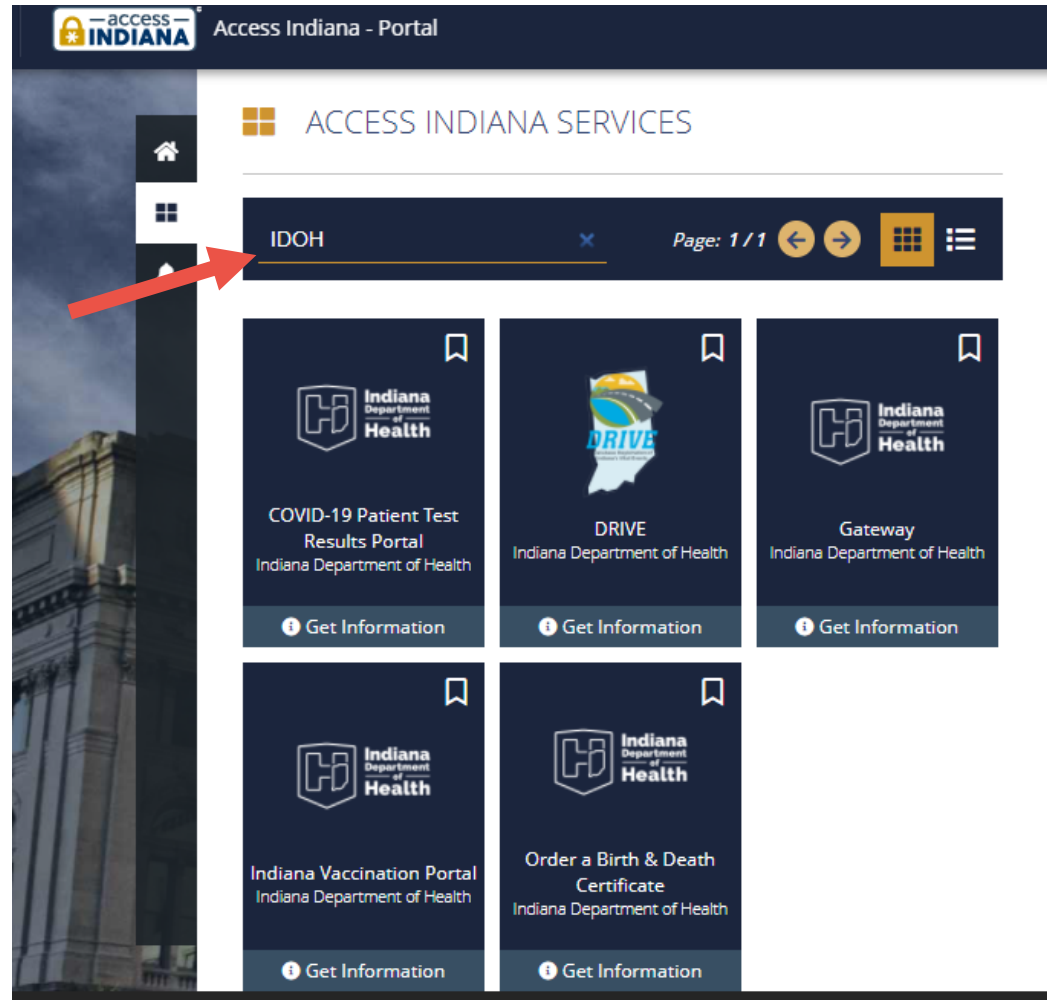 access
INDIANA
Access Indiana - Portal
ACCESS INDIANA SERVICES
IDOH
Page: 1 / 1
Indiana
Department
of
Health
COVID-19 Patient Test
Results Portal
Indiana Department of Health
Get Information
DRIVE
DRIVE
Indiana Department of Health
Get Information
Indiana
Department
of
Health
Gateway
Indiana Department of Health
Get Information
Indiana
Department
of
Health
Indiana Vaccination Portal
Indiana Department of Health
Get Information
Indiana
Department
of
Health
Order a Birth & Death
Certificate
Indiana Department of Health
Get Information